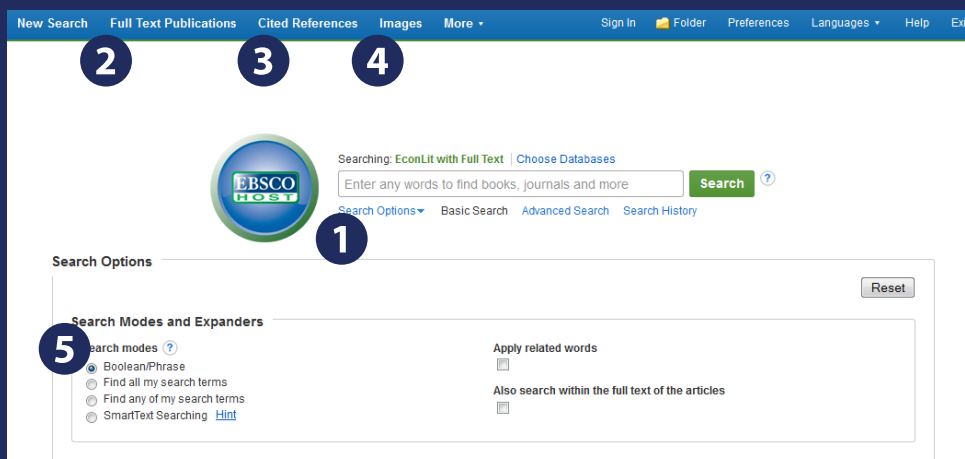 New Search Full Text Publications Cited References Images More Sign In Folder Preferences Languages Help
2 3 4
Searching: EconLit with Full Text | Choose Databases
EBSCO
HOST
Enter any words to find books, journals and more Search ?
Search Options Basic Search Advanced Search Search History
1
Search Options
Reset
Search Modes and Expanders
5
earch modes ? Apply related words
Boolean/Phrase
Find all my search terms
Also search within the full text of the articles
Find any of my search terms
SmartText Searching Hint